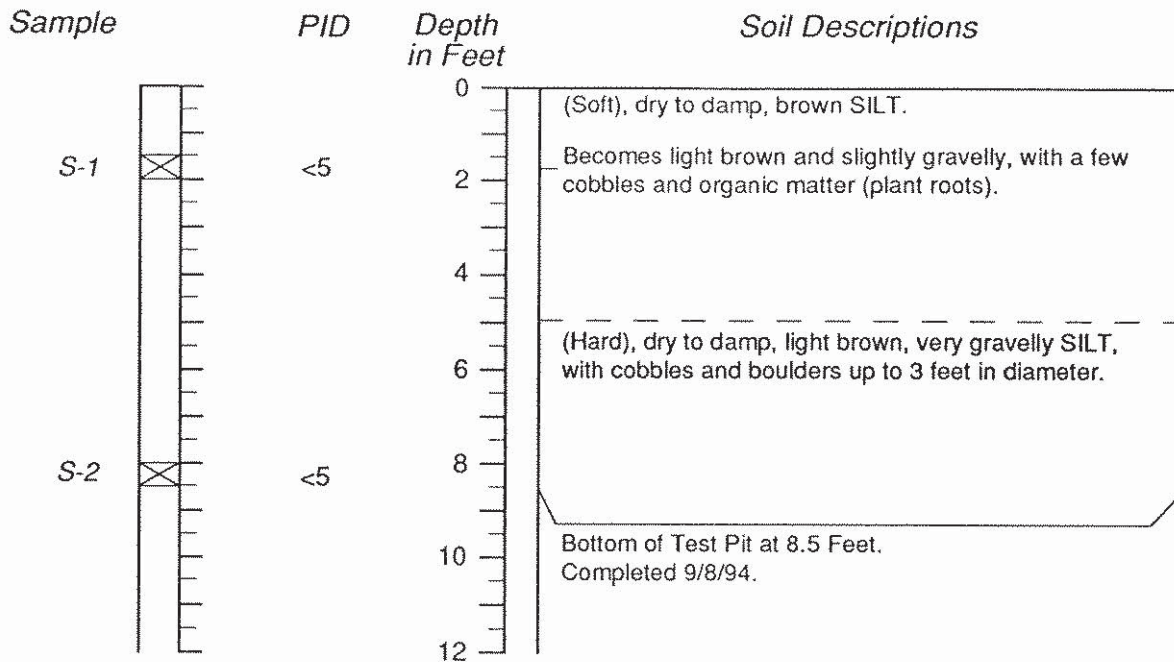 Sample PID Depth in Feet Soil Descriptions
0
(Soft), dry to damp, brown SILT.
S-1 <5 2
Becomes light brown and slightly gravelly, with a few
cobbles and organic matter (plant roots).
4
(Hard), dry to damp, light brown, very gravelly SILT,
6
with cobbles and boulders up to 3 feet in diameter.
S-2 <5 8
Bottom of Test Pit at 8.5 Feet.
10
Completed 9/8/94.
12